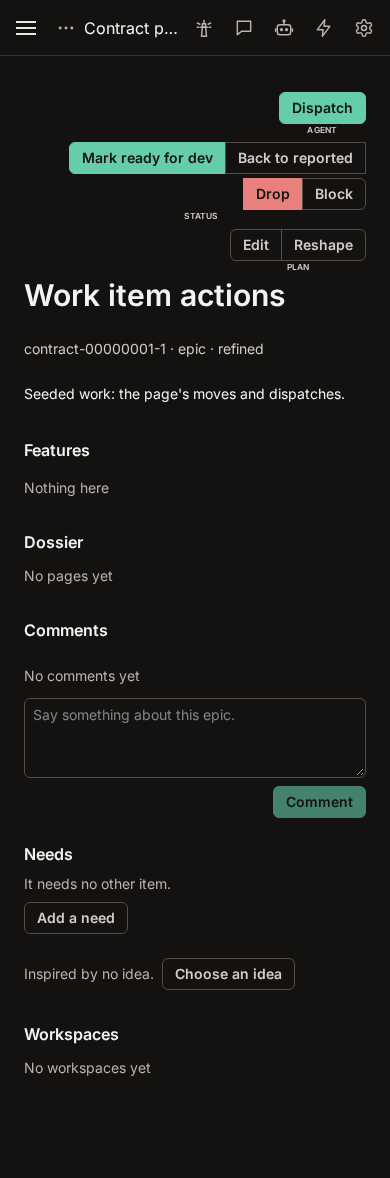 Contract p...
Dispatch
AGENT
Mark ready for dev Back to reported
Drop Block
STATUS
Edit Reshape
PLAN
Work item actions
contract-00000001-1 · epic · refined
Seeded work: the page's moves and dispatches.
Features
Nothing here
Dossier
No pages yet
Comments
No comments yet
Say something about this epic.
Comment
Needs
It needs no other item.
Add a need
Inspired by no idea. Choose an idea
Workspaces
No workspaces yet